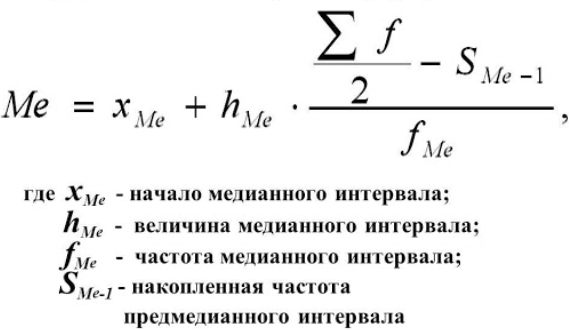 Me = x_Me + h_Me · (∑ f / 2 − S_Me −1) / f_Me ,
где x_Me - начало медианного интервала;
h_Me - величина медианного интервала;
f_Me - частота медианного интервала;
S_Me-1 - накопленная частота
предмедианного интервала